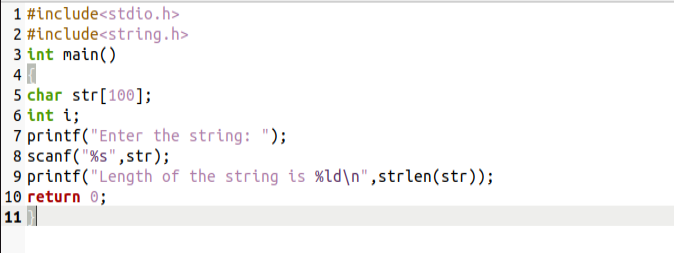 1 #include<stdio.h>
2 #include<string.h>
3 int main()
4 {
5 char str[100];
6 int i;
7 printf("Enter the string: ");
8 scanf("%s",str);
9 printf("Length of the string is %ld\n",strlen(str));
10 return 0;
11 }